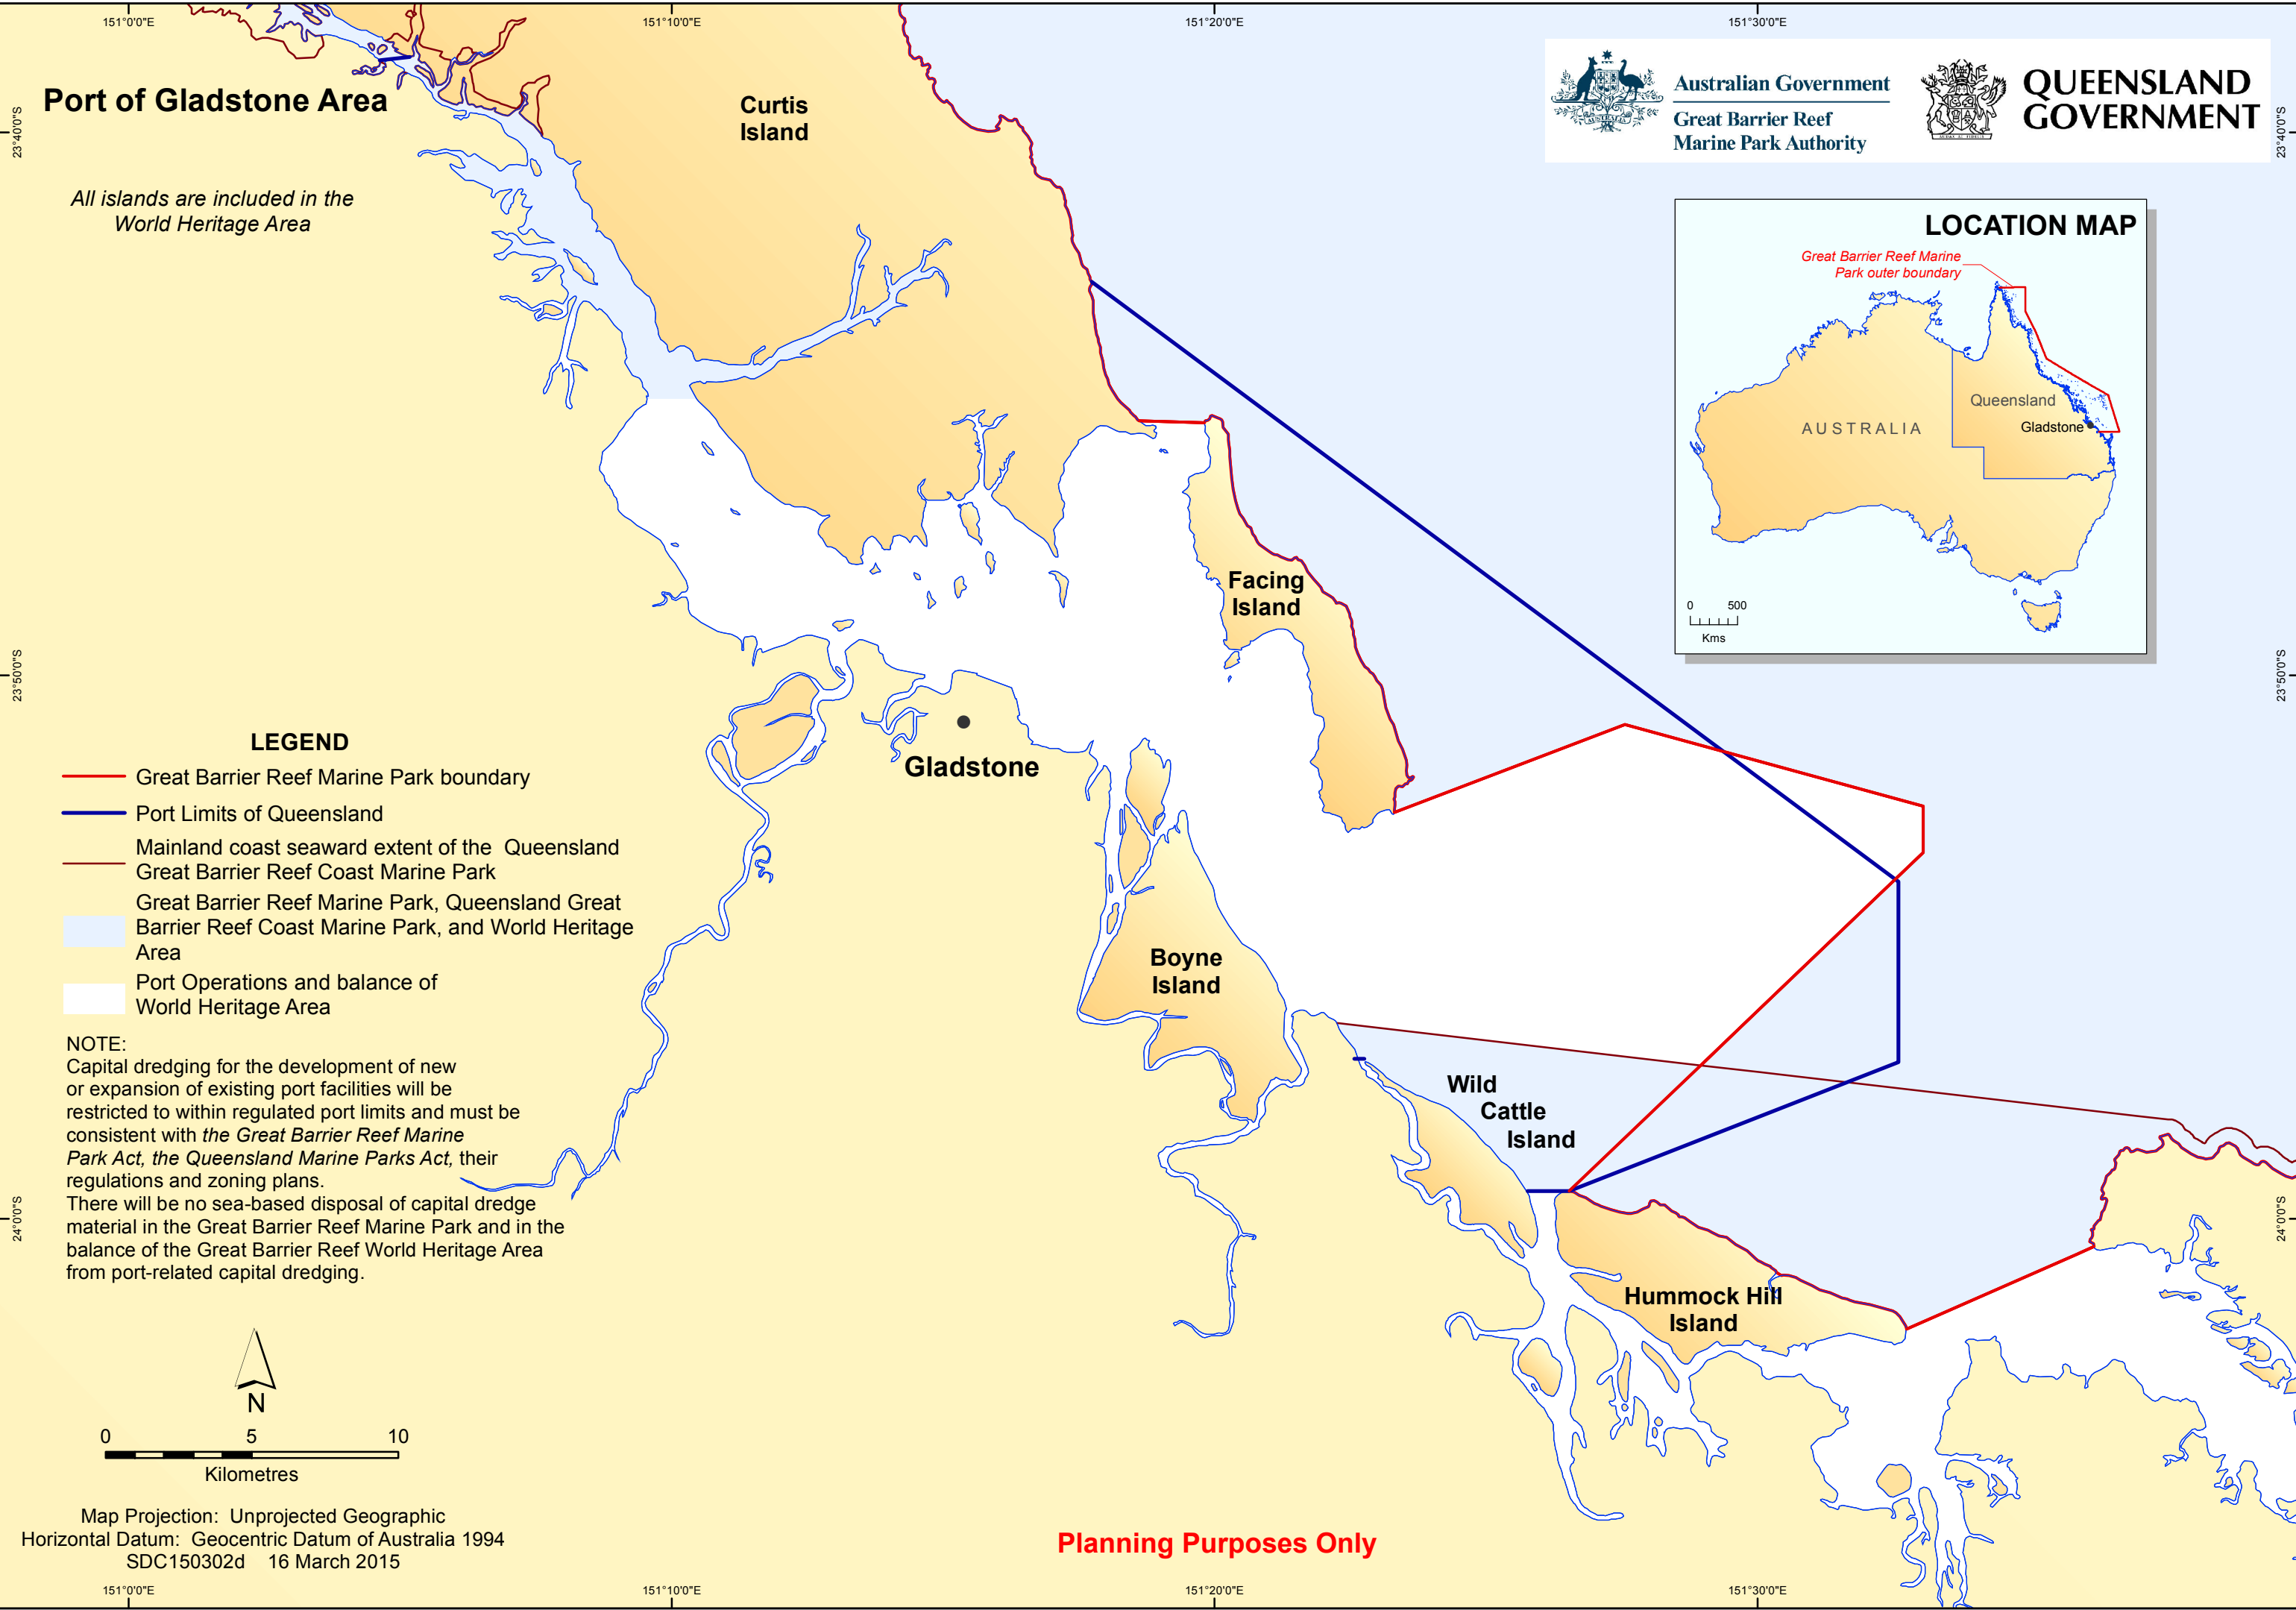 151°0'0"E
151°10'0"E
151°20'0"E
151°30'0"E
Port of Gladstone Area
All islands are included in the
World Heritage Area
23°40'0"S
23°40'0"S
Curtis
Island
Australian Government
Great Barrier Reef
Marine Park Authority
QUEENSLAND
GOVERNMENT
LOCATION MAP
Great Barrier Reef Marine
Park outer boundary
Queensland
AUSTRALIA
Gladstone
0 500
Kms
Facing
Island
23°50'0"S
23°50'0"S
Gladstone
LEGEND
Great Barrier Reef Marine Park boundary
Port Limits of Queensland
Mainland coast seaward extent of the Queensland
Great Barrier Reef Coast Marine Park
Great Barrier Reef Marine Park, Queensland Great
Barrier Reef Coast Marine Park, and World Heritage
Area
Port Operations and balance of
World Heritage Area
Boyne
Island
Wild
Cattle
Island
Hummock Hill
Island
24°0'0"S
24°0'0"S
NOTE:
Capital dredging for the development of new
or expansion of existing port facilities will be
restricted to within regulated port limits and must be
consistent with the Great Barrier Reef Marine
Park Act, the Queensland Marine Parks Act, their
regulations and zoning plans.
There will be no sea-based disposal of capital dredge
material in the Great Barrier Reef Marine Park and in the
balance of the Great Barrier Reef World Heritage Area
from port-related capital dredging.
N
0 5 10
Kilometres
Map Projection: Unprojected Geographic
Horizontal Datum: Geocentric Datum of Australia 1994
SDC150302d 16 March 2015
Planning Purposes Only
151°0'0"E
151°10'0"E
151°20'0"E
151°30'0"E